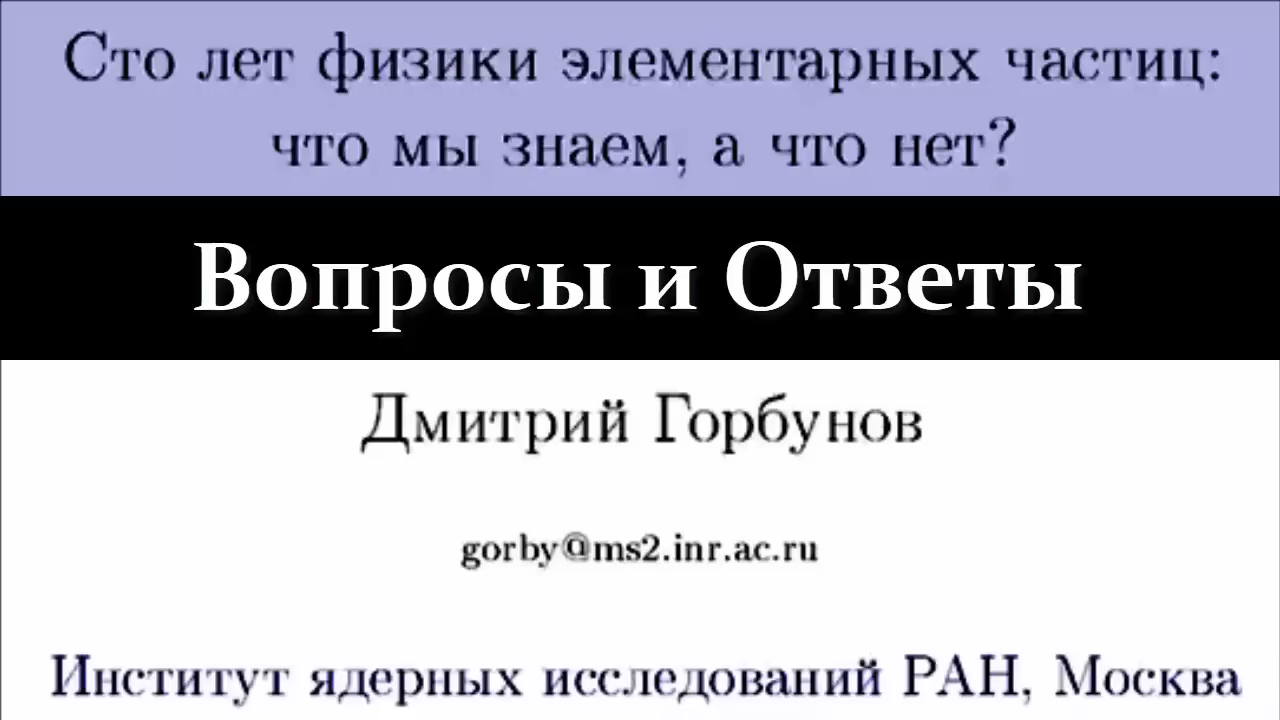 Сто лет физики элементарных частиц:
что мы знаем, а что нет?
Вопросы и Ответы
Дмитрий Горбунов
gorby@ms2.inr.ac.ru
Институт ядерных исследований РАН, Москва